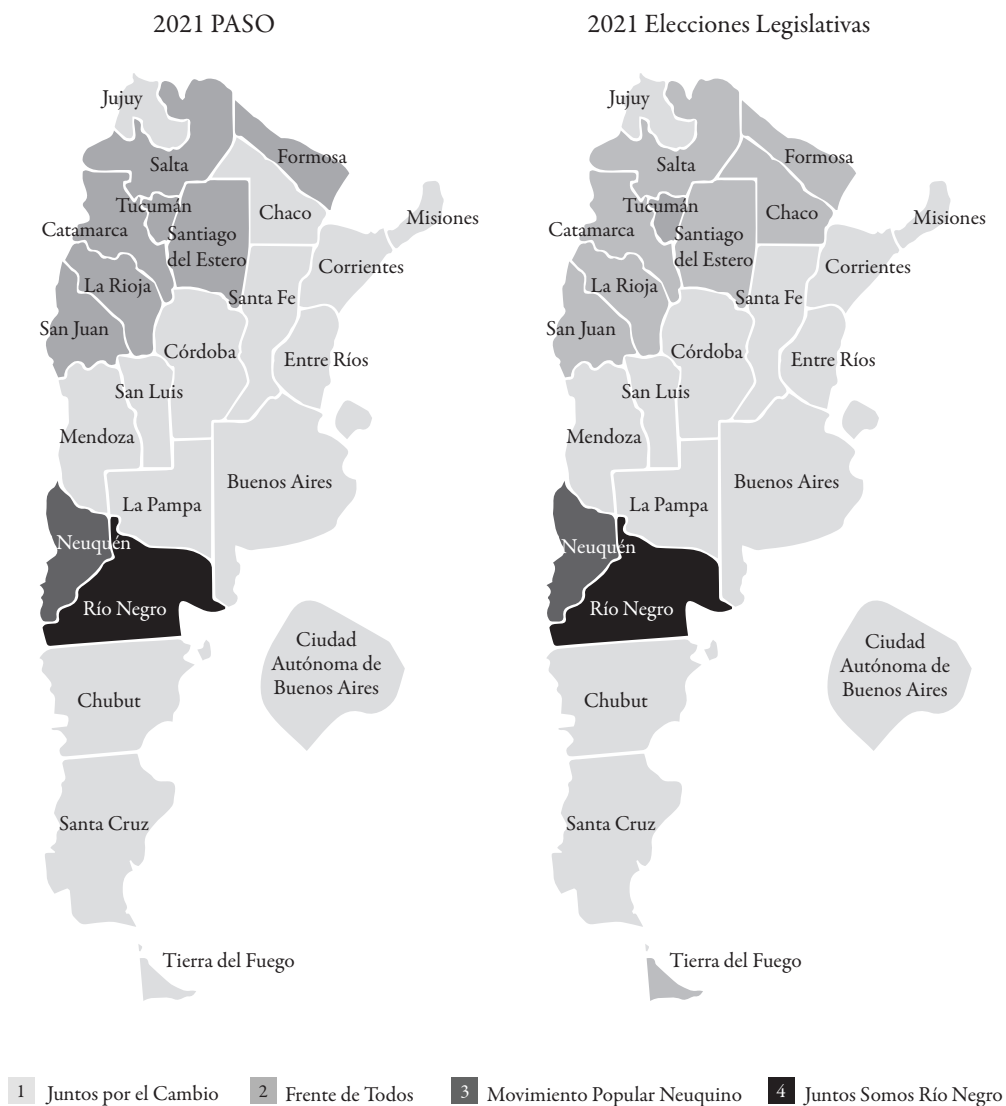 2021 PASO
Jujuy
Salta
Formosa
Tucumán
Catamarca
Santiago
del Estero
Chaco
Misiones
La Rioja
Santa Fe
Corrientes
San Juan
Córdoba
Entre Ríos
San Luis
Mendoza
Buenos Aires
La Pampa
Neuquén
Río Negro
Ciudad
Autónoma de
Buenos Aires
Chubut
Santa Cruz
Tierra del Fuego
2021 Elecciones Legislativas
Jujuy
Salta
Formosa
Tucumán
Catamarca
Santiago
del Estero
Chaco
Misiones
La Rioja
Santa Fe
Corrientes
San Juan
Córdoba
Entre Ríos
San Luis
Mendoza
Buenos Aires
La Pampa
Neuquén
Río Negro
Ciudad
Autónoma de
Buenos Aires
Chubut
Santa Cruz
Tierra del Fuego
1 Juntos por el Cambio
2 Frente de Todos
3 Movimiento Popular Neuquino
4 Juntos Somos Río Negro